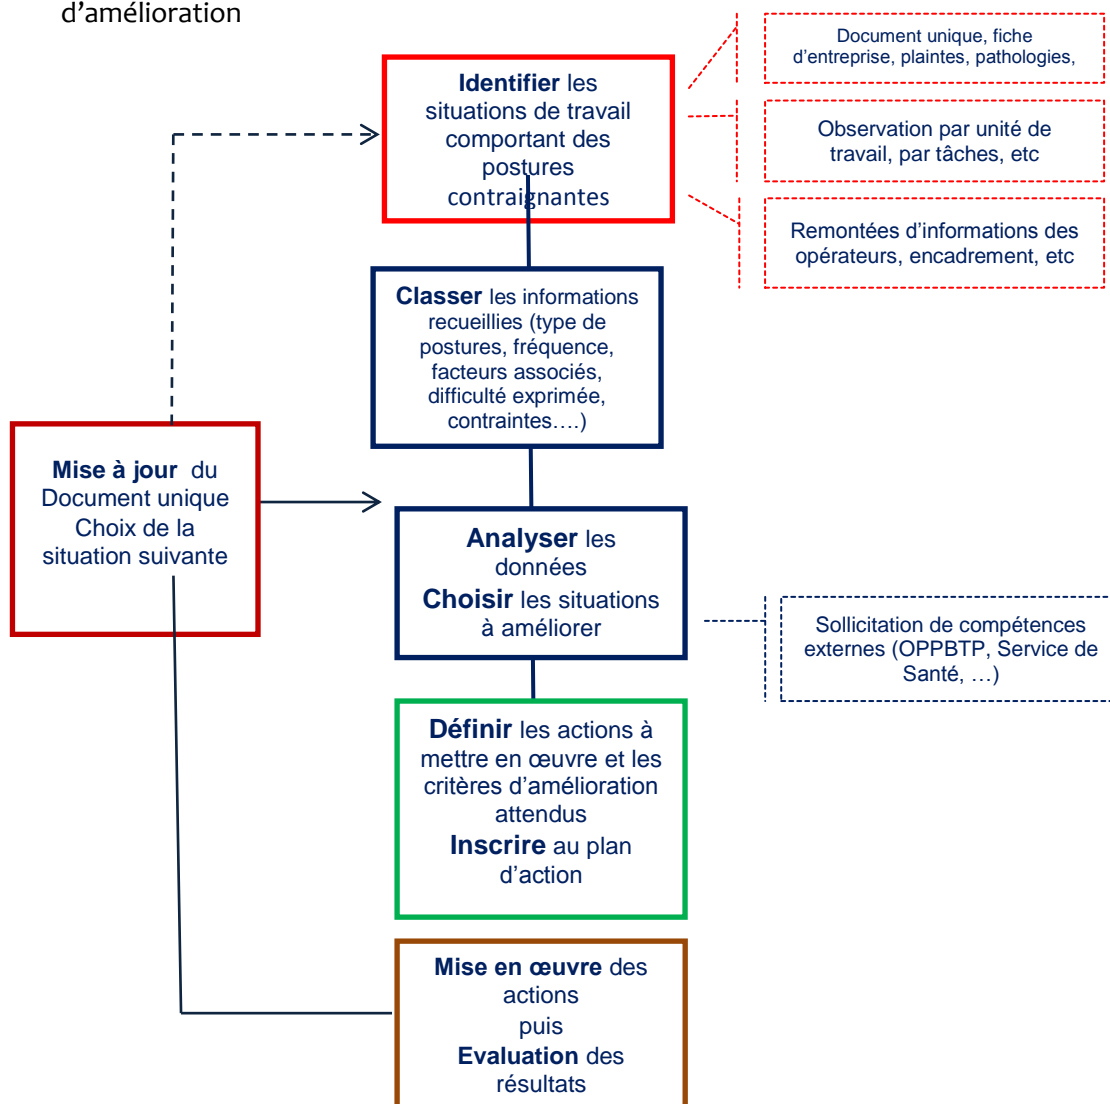 d’amélioration
Identifier les
situations de travail
comportant des
postures
contraignantes
Document unique, fiche
d’entreprise, plaintes, pathologies,
Observation par unité de
travail, par tâches, etc
Remontées d’informations des
opérateurs, encadrement, etc
Classer les informations
recueillies (type de
postures, fréquence,
facteurs associés,
difficulté exprimée,
contraintes….)
Mise à jour du
Document unique
Choix de la
situation suivante
Analyser les
données
Choisir les situations
à améliorer
Sollicitation de compétences
externes (OPPBTP, Service de
Santé, …)
Définir les actions à
mettre en œuvre et les
critères d’amélioration
attendus
Inscrire au plan
d’action
Mise en œuvre des
actions
puis
Evaluation des
résultats